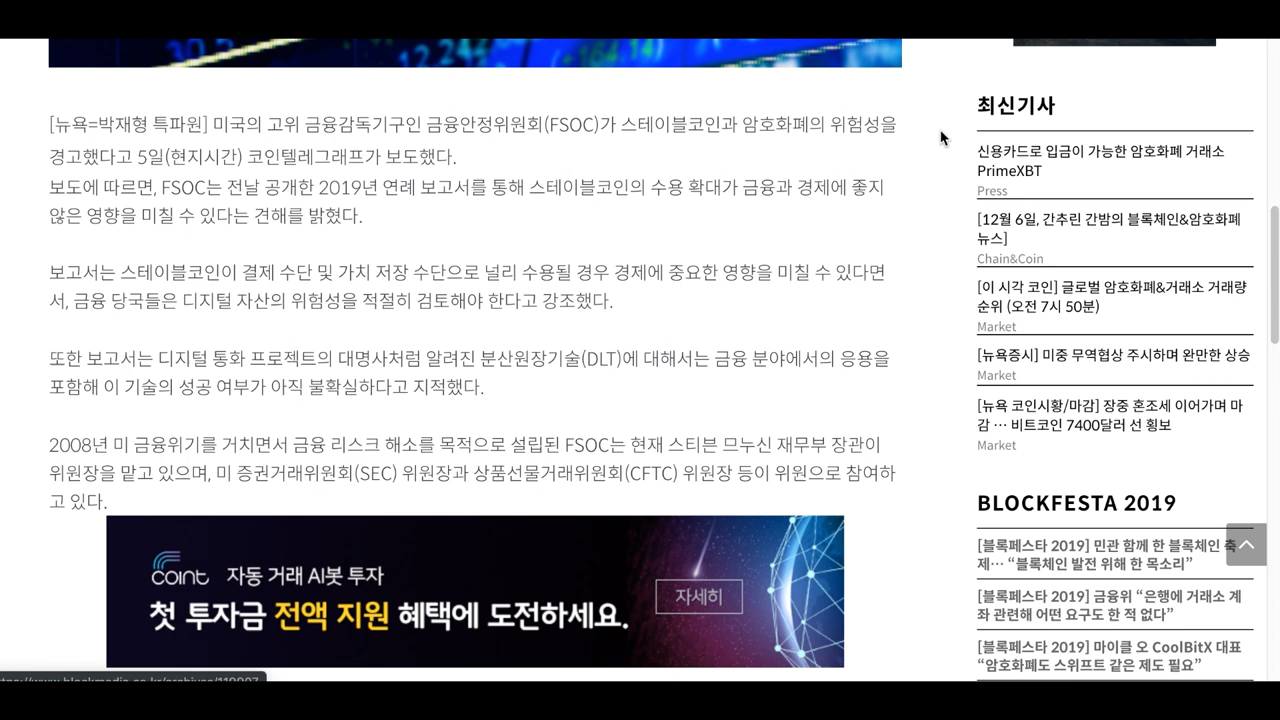 12,242
(+164.14)
[뉴욕=박재형 특파원] 미국의 고위 금융감독기구인 금융안정위원회(FSOC)가 스테이블코인과 암호화폐의 위험성을
경고했다고 5일(현지시간) 코인텔레그래프가 보도했다.
보도에 따르면, FSOC는 전날 공개한 2019년 연례 보고서를 통해 스테이블코인의 수용 확대가 금융과 경제에 좋지
않은 영향을 미칠 수 있다는 견해를 밝혔다.
보고서는 스테이블코인이 결제 수단 및 가치 저장 수단으로 널리 수용될 경우 경제에 중요한 영향을 미칠 수 있다면
서, 금융 당국들은 디지털 자산의 위험성을 적절히 검토해야 한다고 강조했다.
또한 보고서는 디지털 통화 프로젝트의 대명사처럼 알려진 분산원장기술(DLT)에 대해서는 금융 분야에서의 응용을
포함해 이 기술의 성공 여부가 아직 불확실하다고 지적했다.
2008년 미 금융위기를 거치면서 금융 리스크 해소를 목적으로 설립된 FSOC는 현재 스티븐 므누신 재무부 장관이
위원장을 맡고 있으며, 미 증권거래위원회(SEC) 위원장과 상품선물거래위원회(CFTC) 위원장 등이 위원으로 참여하
고 있다.
coint 자동 거래 AI봇 투자
첫 투자금 전액 지원 혜택에 도전하세요.
자세히
최신기사
신용카드로 입금이 가능한 암호화폐 거래소
PrimeXBT
Press
[12월 6일, 간추린 간밤의 블록체인&암호화폐
뉴스]
Chain&Coin
[이 시각 코인] 글로벌 암호화폐&거래소 거래량
순위 (오전 7시 50분)
Market
[뉴욕증시] 미중 무역협상 주시하며 완만한 상승
Market
[뉴욕 코인시황/마감] 장중 혼조세 이어가며 마
감 … 비트코인 7400달러 선 횡보
Market
BLOCKFESTA 2019
[블록페스타 2019] 민관 함께 한 블록체인 축
제… “블록체인 발전 위해 한 목소리”
[블록페스타 2019] 금융위 “은행에 거래소 계
좌 관련해 어떤 요구도 한 적 없다”
[블록페스타 2019] 마이클 오 CoolBitX 대표
“암호화폐도 스위프트 같은 제도 필요”